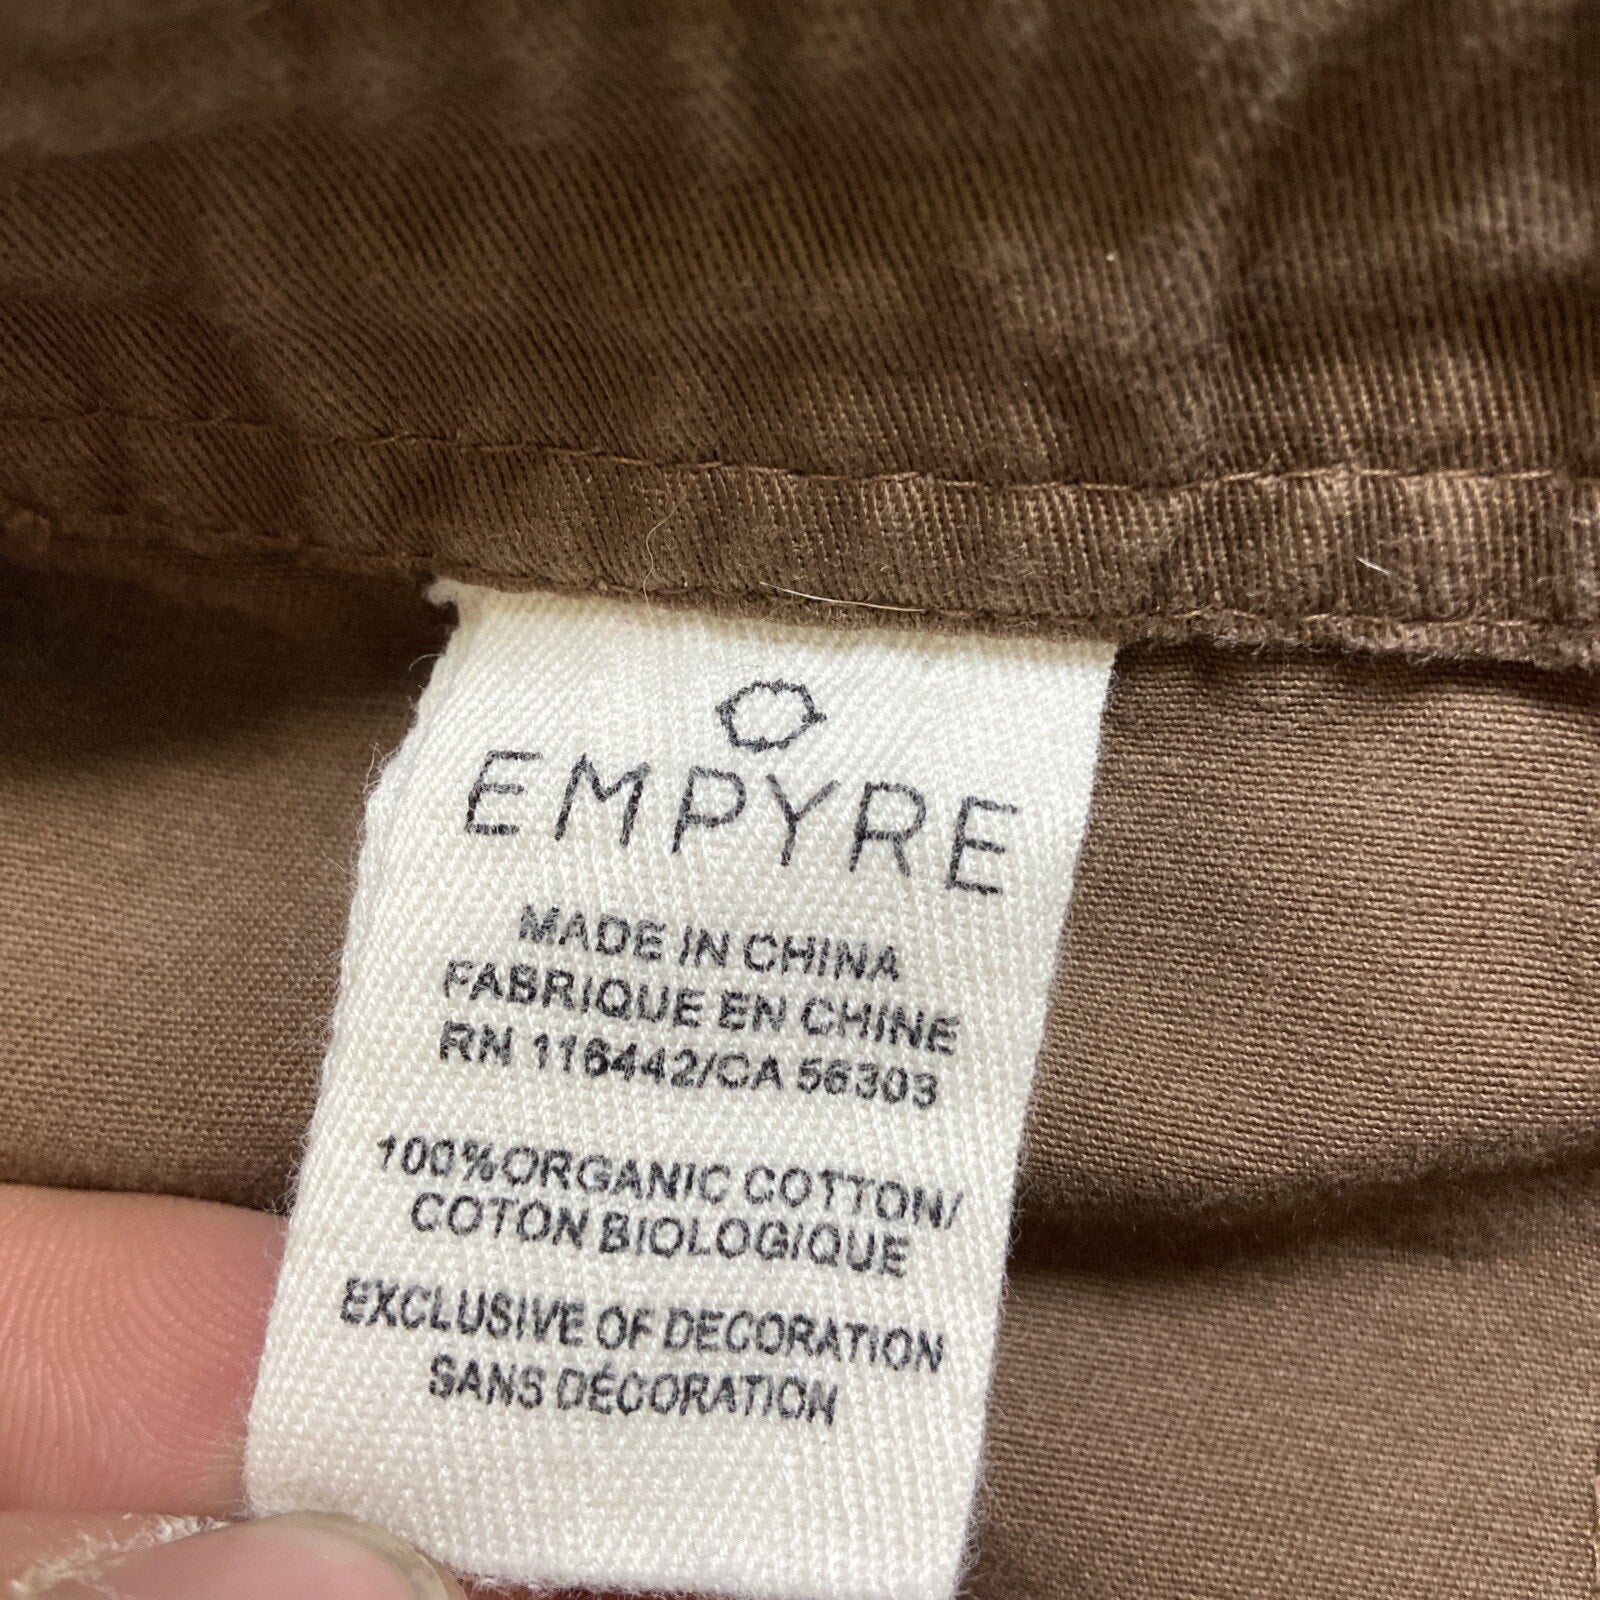 EMPYRE
MADE IN CHINA
FABRIQUE EN CHINE
RN 116442/CA 56303
100%ORGANIC COTTON/
COTON BIOLOGIQUE
EXCLUSIVE OF DECORATION
SANS DÉCORATION